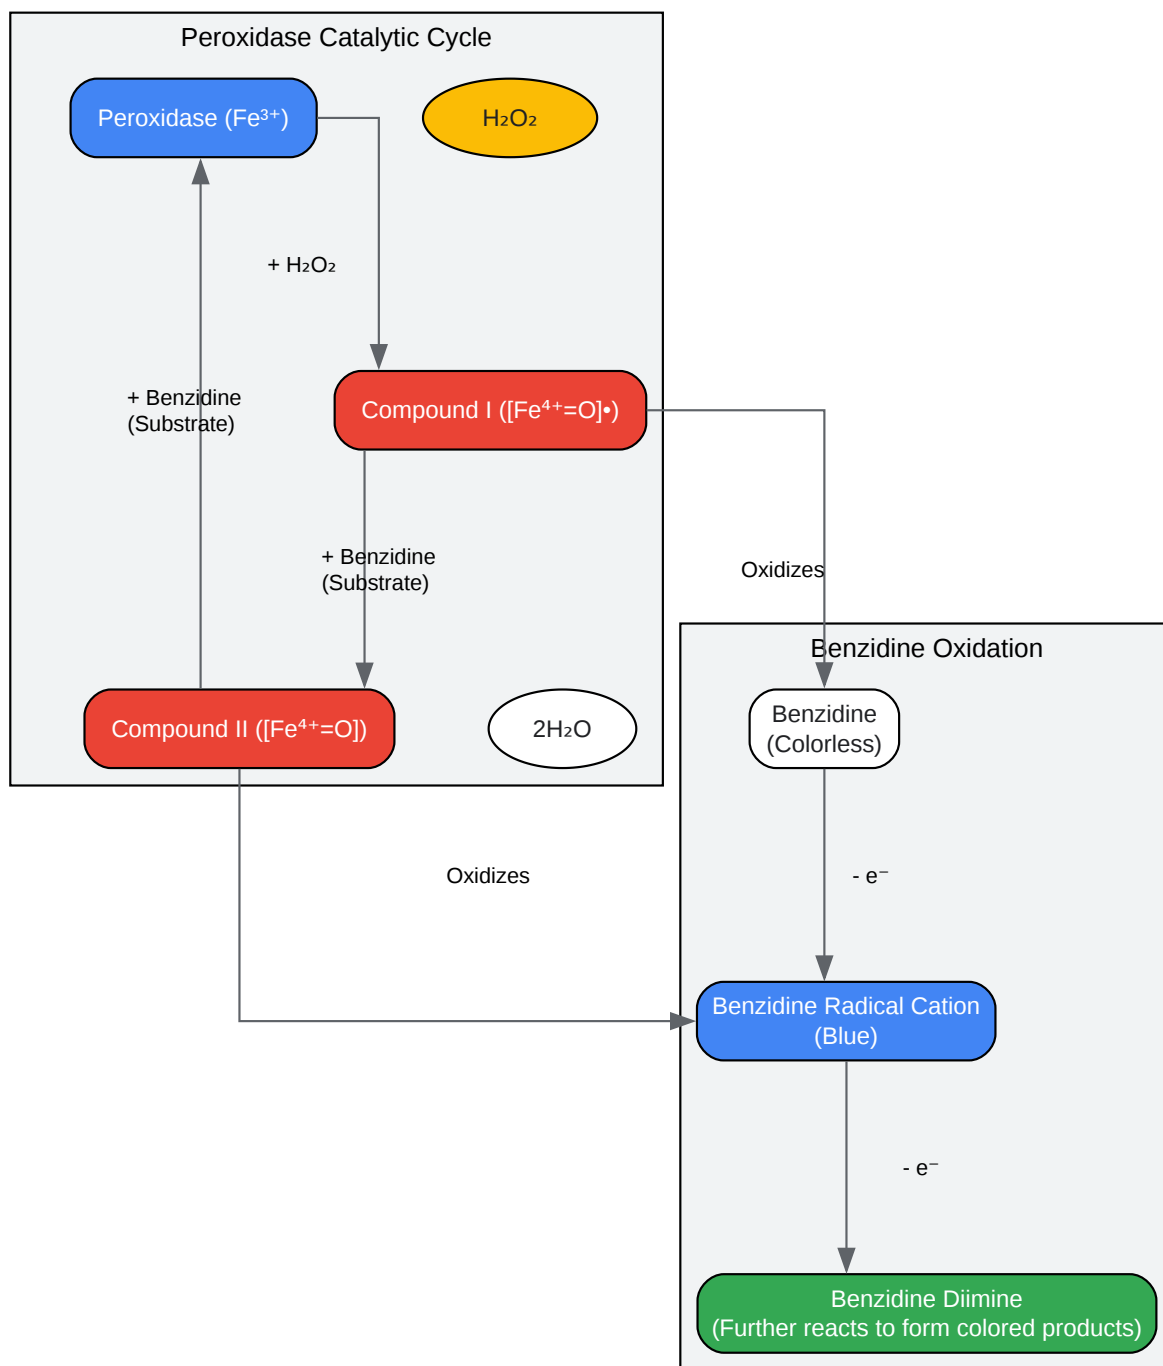 Peroxidase Catalytic Cycle
Peroxidase (Fe³⁺)
H₂O₂
+ H₂O₂
+ Benzidine
(Substrate)
Compound I ([Fe⁴⁺=O]•)
+ Benzidine
(Substrate)
Oxidizes
Compound II ([Fe⁴⁺=O])
2H₂O
Benzidine Oxidation
Benzidine
(Colorless)
Oxidizes
- e⁻
Benzidine Radical Cation
(Blue)
- e⁻
Benzidine Diimine
(Further reacts to form colored products)